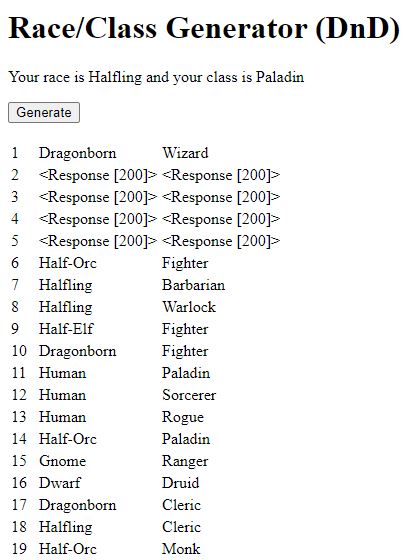 Race/Class Generator (DnD)
Your race is Halfling and your class is Paladin
Generate
1 Dragonborn Wizard
2 <Response [200]> <Response [200]>
3 <Response [200]> <Response [200]>
4 <Response [200]> <Response [200]>
5 <Response [200]> <Response [200]>
6 Half-Orc Fighter
7 Halfling Barbarian
8 Halfling Warlock
9 Half-Elf Fighter
10 Dragonborn Fighter
11 Human Paladin
12 Human Sorcerer
13 Human Rogue
14 Half-Orc Paladin
15 Gnome Ranger
16 Dwarf Druid
17 Dragonborn Cleric
18 Halfling Cleric
19 Half-Orc Monk